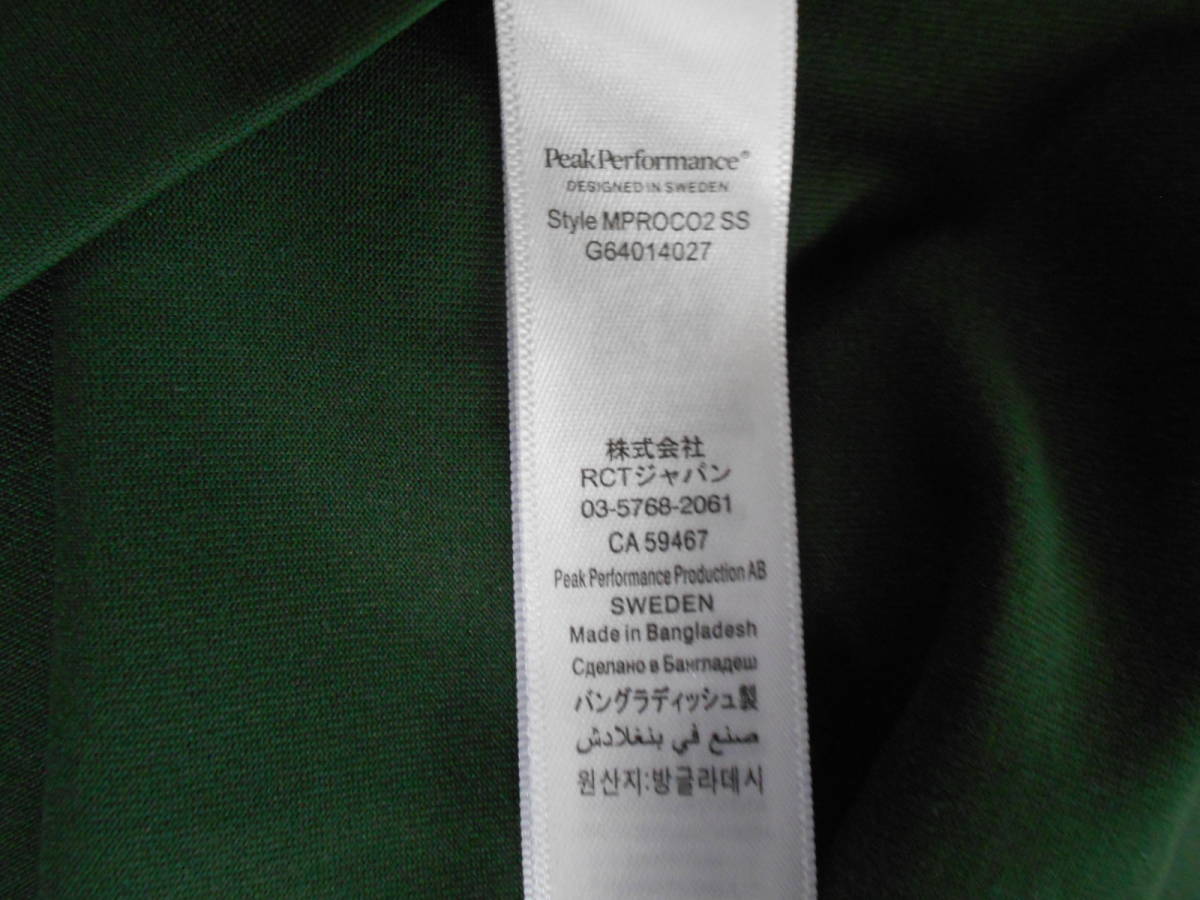 PeakPerformance®
DESIGNED IN SWEDEN
Style MPROCO2 SS
G64014027
株式会社
RCTジャパン
03-5768-2061
CA 59467
Peak Performance Production AB
SWEDEN
Made in Bangladesh
Сделано в Бангладеш
バングラディッシュ製
صنع في بنغلادش
원산지:방글라데시